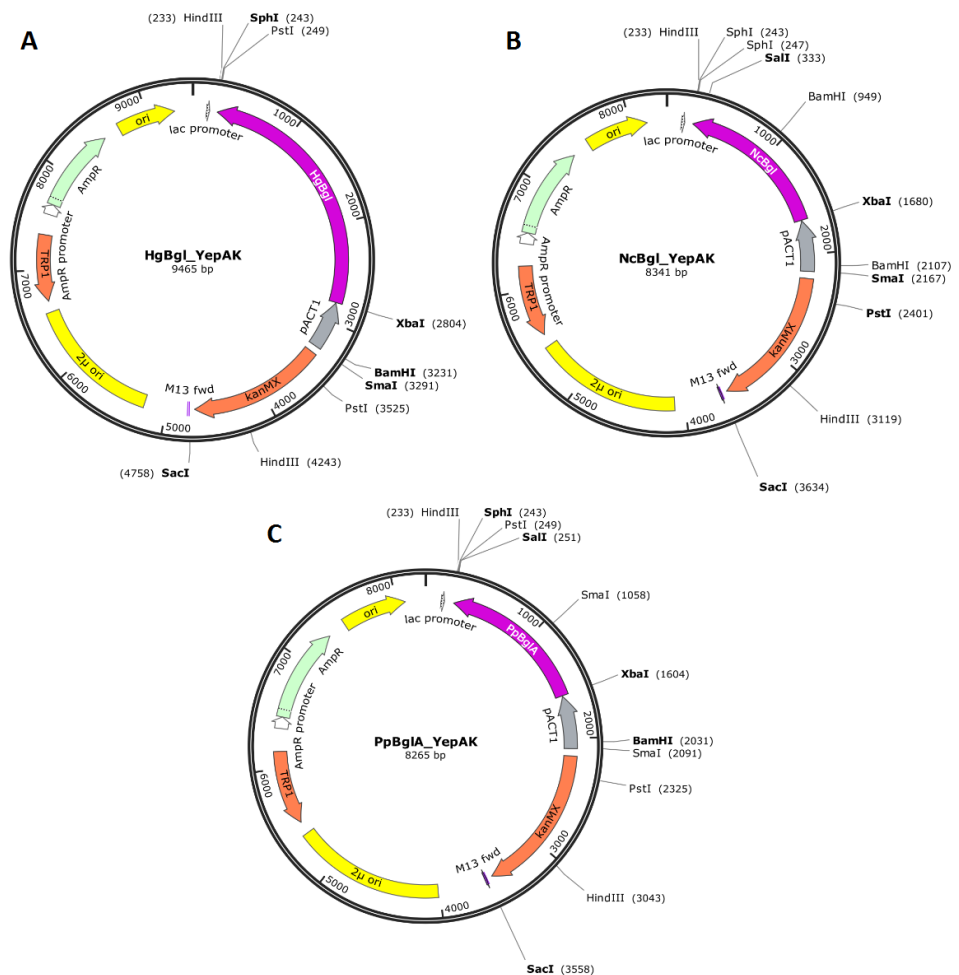 A
(233) HindIII
SphI (243)
PstI (249)
9000
ori
lac promoter
1000
8000
AmpR
HgBgl
2000
AmpR promoter
HgBgl_YepAK
9465 bp
TRP1
7000
pACT1
3000
XbaI (2804)
2µ ori
6000
M13 fwd
kanMX
BamHI (3231)
SmaI (3291)
PstI (3525)
4000
5000
HindIII (4243)
(4758) SacI
B
(233) HindIII
SphI (243)
SphI (247)
SalI (333)
BamHI (949)
8000
ori
lac promoter
1000
7000
AmpR
NcBgl
XbaI (1680)
AmpR promoter
NcBgl_YepAK
8341 bp
pACT1
2000
BamHI (2107)
SmaI (2167)
TRP1
6000
PstI (2401)
2µ ori
M13 fwd
kanMX
3000
5000
4000
HindIII (3119)
SacI (3634)
C
(233) HindIII
SphI (243)
PstI (249)
SalI (251)
8000
ori
lac promoter
1000
SmaI (1058)
7000
AmpR
PpBglA
XbaI (1604)
AmpR promoter
PpBglA_YepAK
8265 bp
pACT1
2000
BamHI (2031)
SmaI (2091)
TRP1
6000
PstI (2325)
2µ ori
M13 fwd
kanMX
3000
5000
4000
HindIII (3043)
SacI (3558)